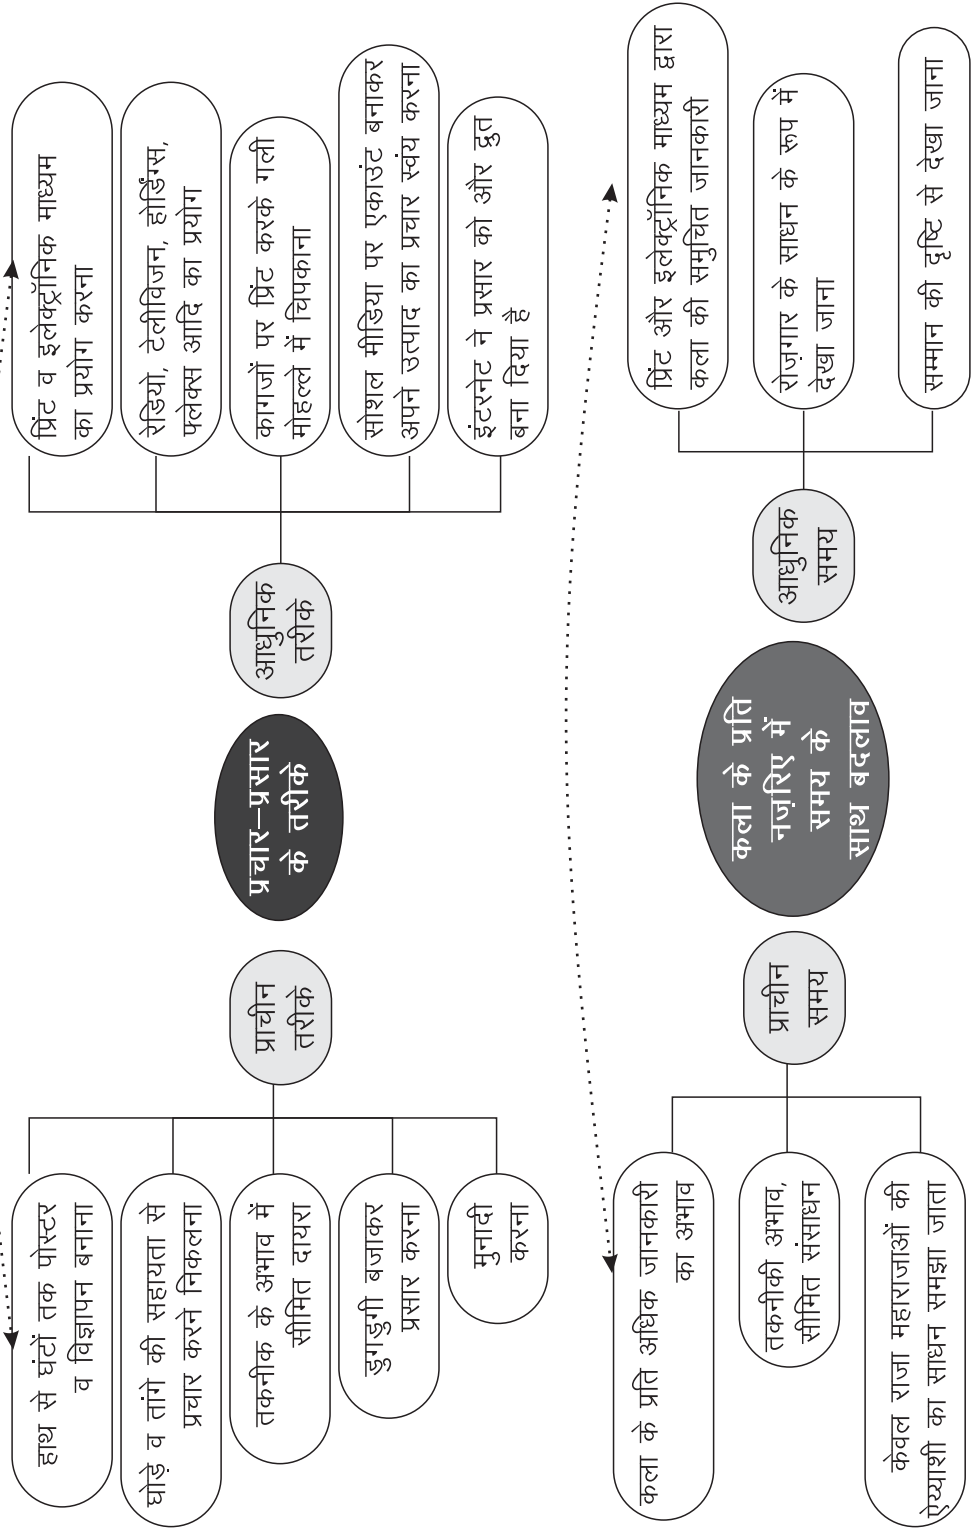 हाथ से घंटों तक पोस्टर
व विज्ञापन बनाना
घोड़े व तांगे की सहायता से
प्रचार करने निकलना
तकनीक के अभाव में
सीमित दायरा
डुगडुगी बजाकर
प्रसार करना
मुनादी
करना
प्राचीन
तरीके
प्रचार–प्रसार
के तरीके
आधुनिक
तरीके
प्रिंट व इलेक्ट्रॉनिक माध्यम
का प्रयोग करना
रेडियो, टेलीविजन, होर्डिंग्स,
फ्लेक्स आदि का प्रयोग
कागजों पर प्रिंट करके गली
मोहल्ले में चिपकाना
सोशल मीडिया पर एकाउंट बनाकर
अपने उत्पाद का प्रचार स्वंय करना
इंटरनेट ने प्रसार को और द्रुत
बना दिया है
कला के प्रति अधिक जानकारी
का अभाव
तकनीकी अभाव,
सीमित संसाधन
केवल राजा महाराजाओं की
ऐय्याशी का साधन समझा जाता
प्राचीन
समय
कला के प्रति
नज़रिए में
समय के
साथ बदलाव
आधुनिक
समय
प्रिंट और इलेक्ट्रॉनिक माध्यम द्वारा
कला की समुचित जानकारी
रोज़गार के साधन के रूप में
देखा जाना
सम्मान की दृष्टि से देखा जाना